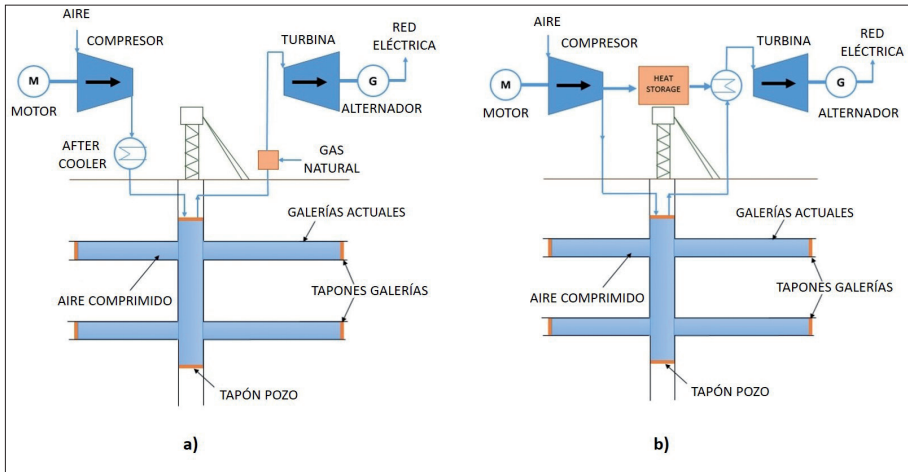 AIRE
COMPRESOR
M
MOTOR
TURBINA
RED
ELÉCTRICA
G
ALTERNADOR
AFTER
COOLER
GAS
NATURAL
GALERÍAS ACTUALES
AIRE COMPRIMIDO
TAPONES GALERÍAS
TAPÓN POZO
a)
AIRE
COMPRESOR
M
MOTOR
HEAT
STORAGE
TURBINA
RED
ELÉCTRICA
G
ALTERNADOR
GALERÍAS ACTUALES
AIRE COMPRIMIDO
TAPONES GALERÍAS
TAPÓN POZO
b)